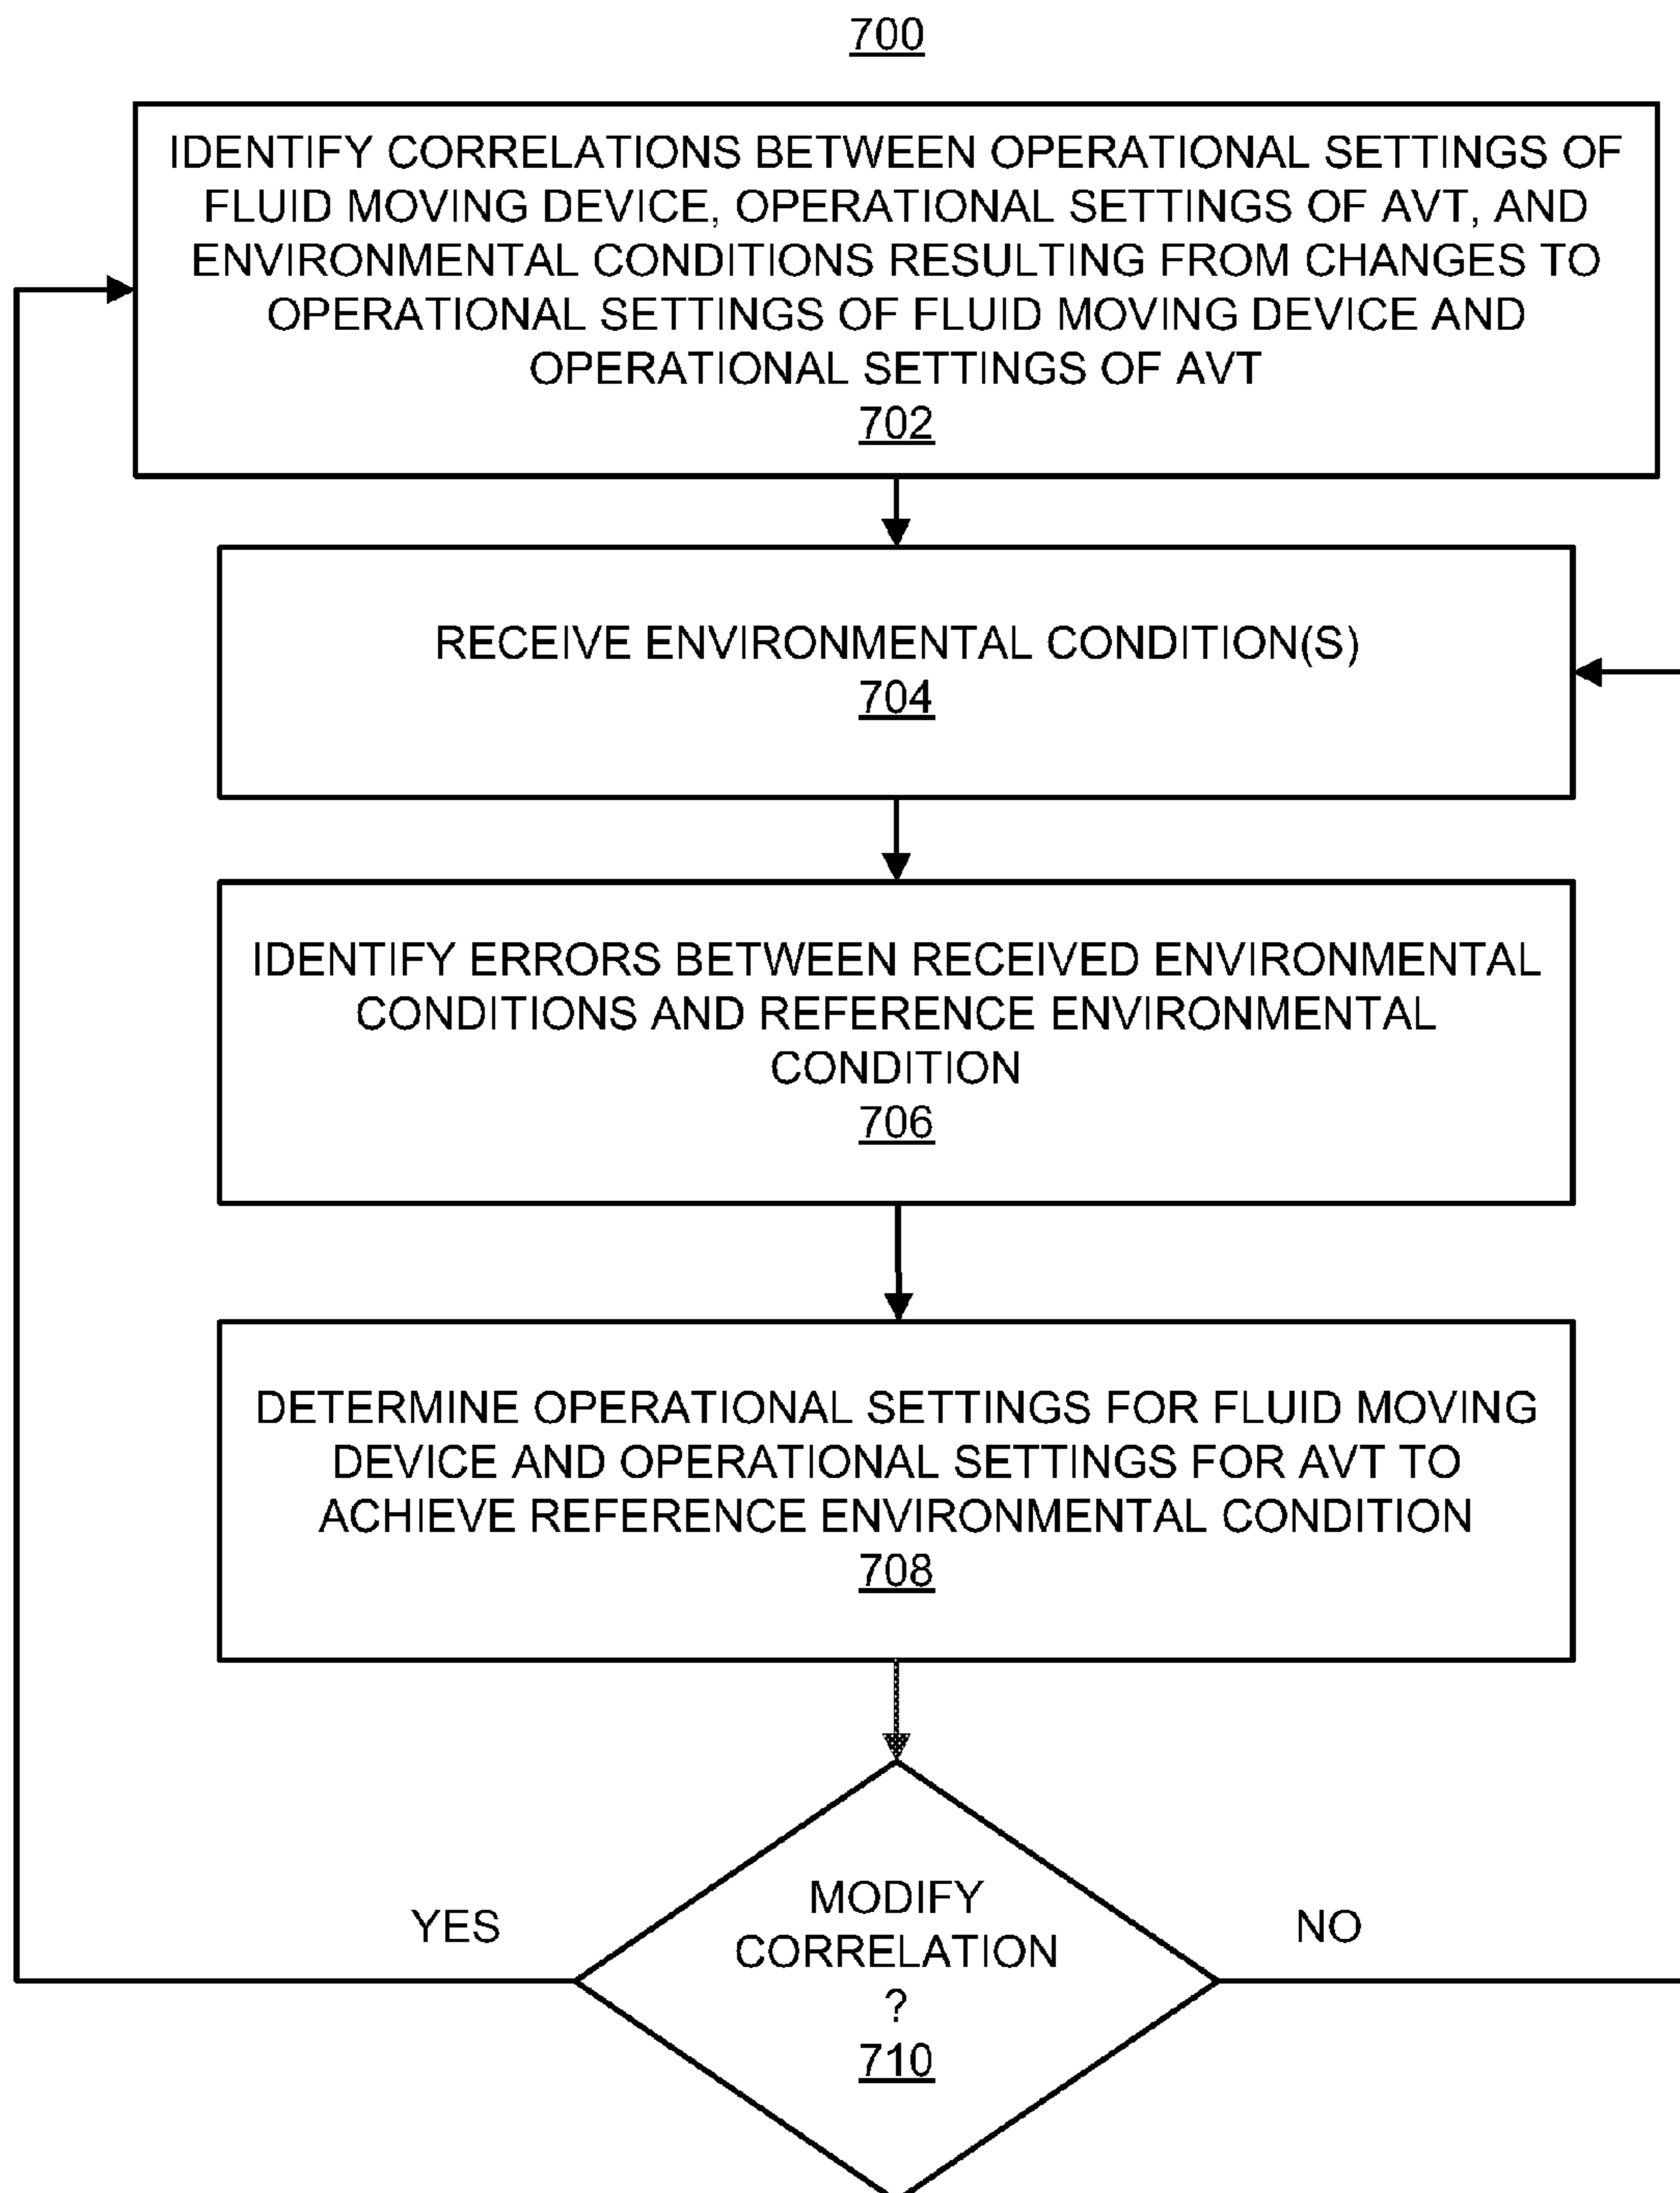 700
IDENTIFY CORRELATIONS BETWEEN OPERATIONAL SETTINGS OF
FLUID MOVING DEVICE, OPERATIONAL SETTINGS OF AVT, AND
ENVIRONMENTAL CONDITIONS RESULTING FROM CHANGES TO
OPERATIONAL SETTINGS OF FLUID MOVING DEVICE AND
OPERATIONAL SETTINGS OF AVT
702
RECEIVE ENVIRONMENTAL CONDITION(S)
704
IDENTIFY ERRORS BETWEEN RECEIVED ENVIRONMENTAL
CONDITIONS AND REFERENCE ENVIRONMENTAL
CONDITION
706
DETERMINE OPERATIONAL SETTINGS FOR FLUID MOVING
DEVICE AND OPERATIONAL SETTINGS FOR AVT TO
ACHIEVE REFERENCE ENVIRONMENTAL CONDITION
708
YES
MODIFY
CORRELATION
?
710
NO